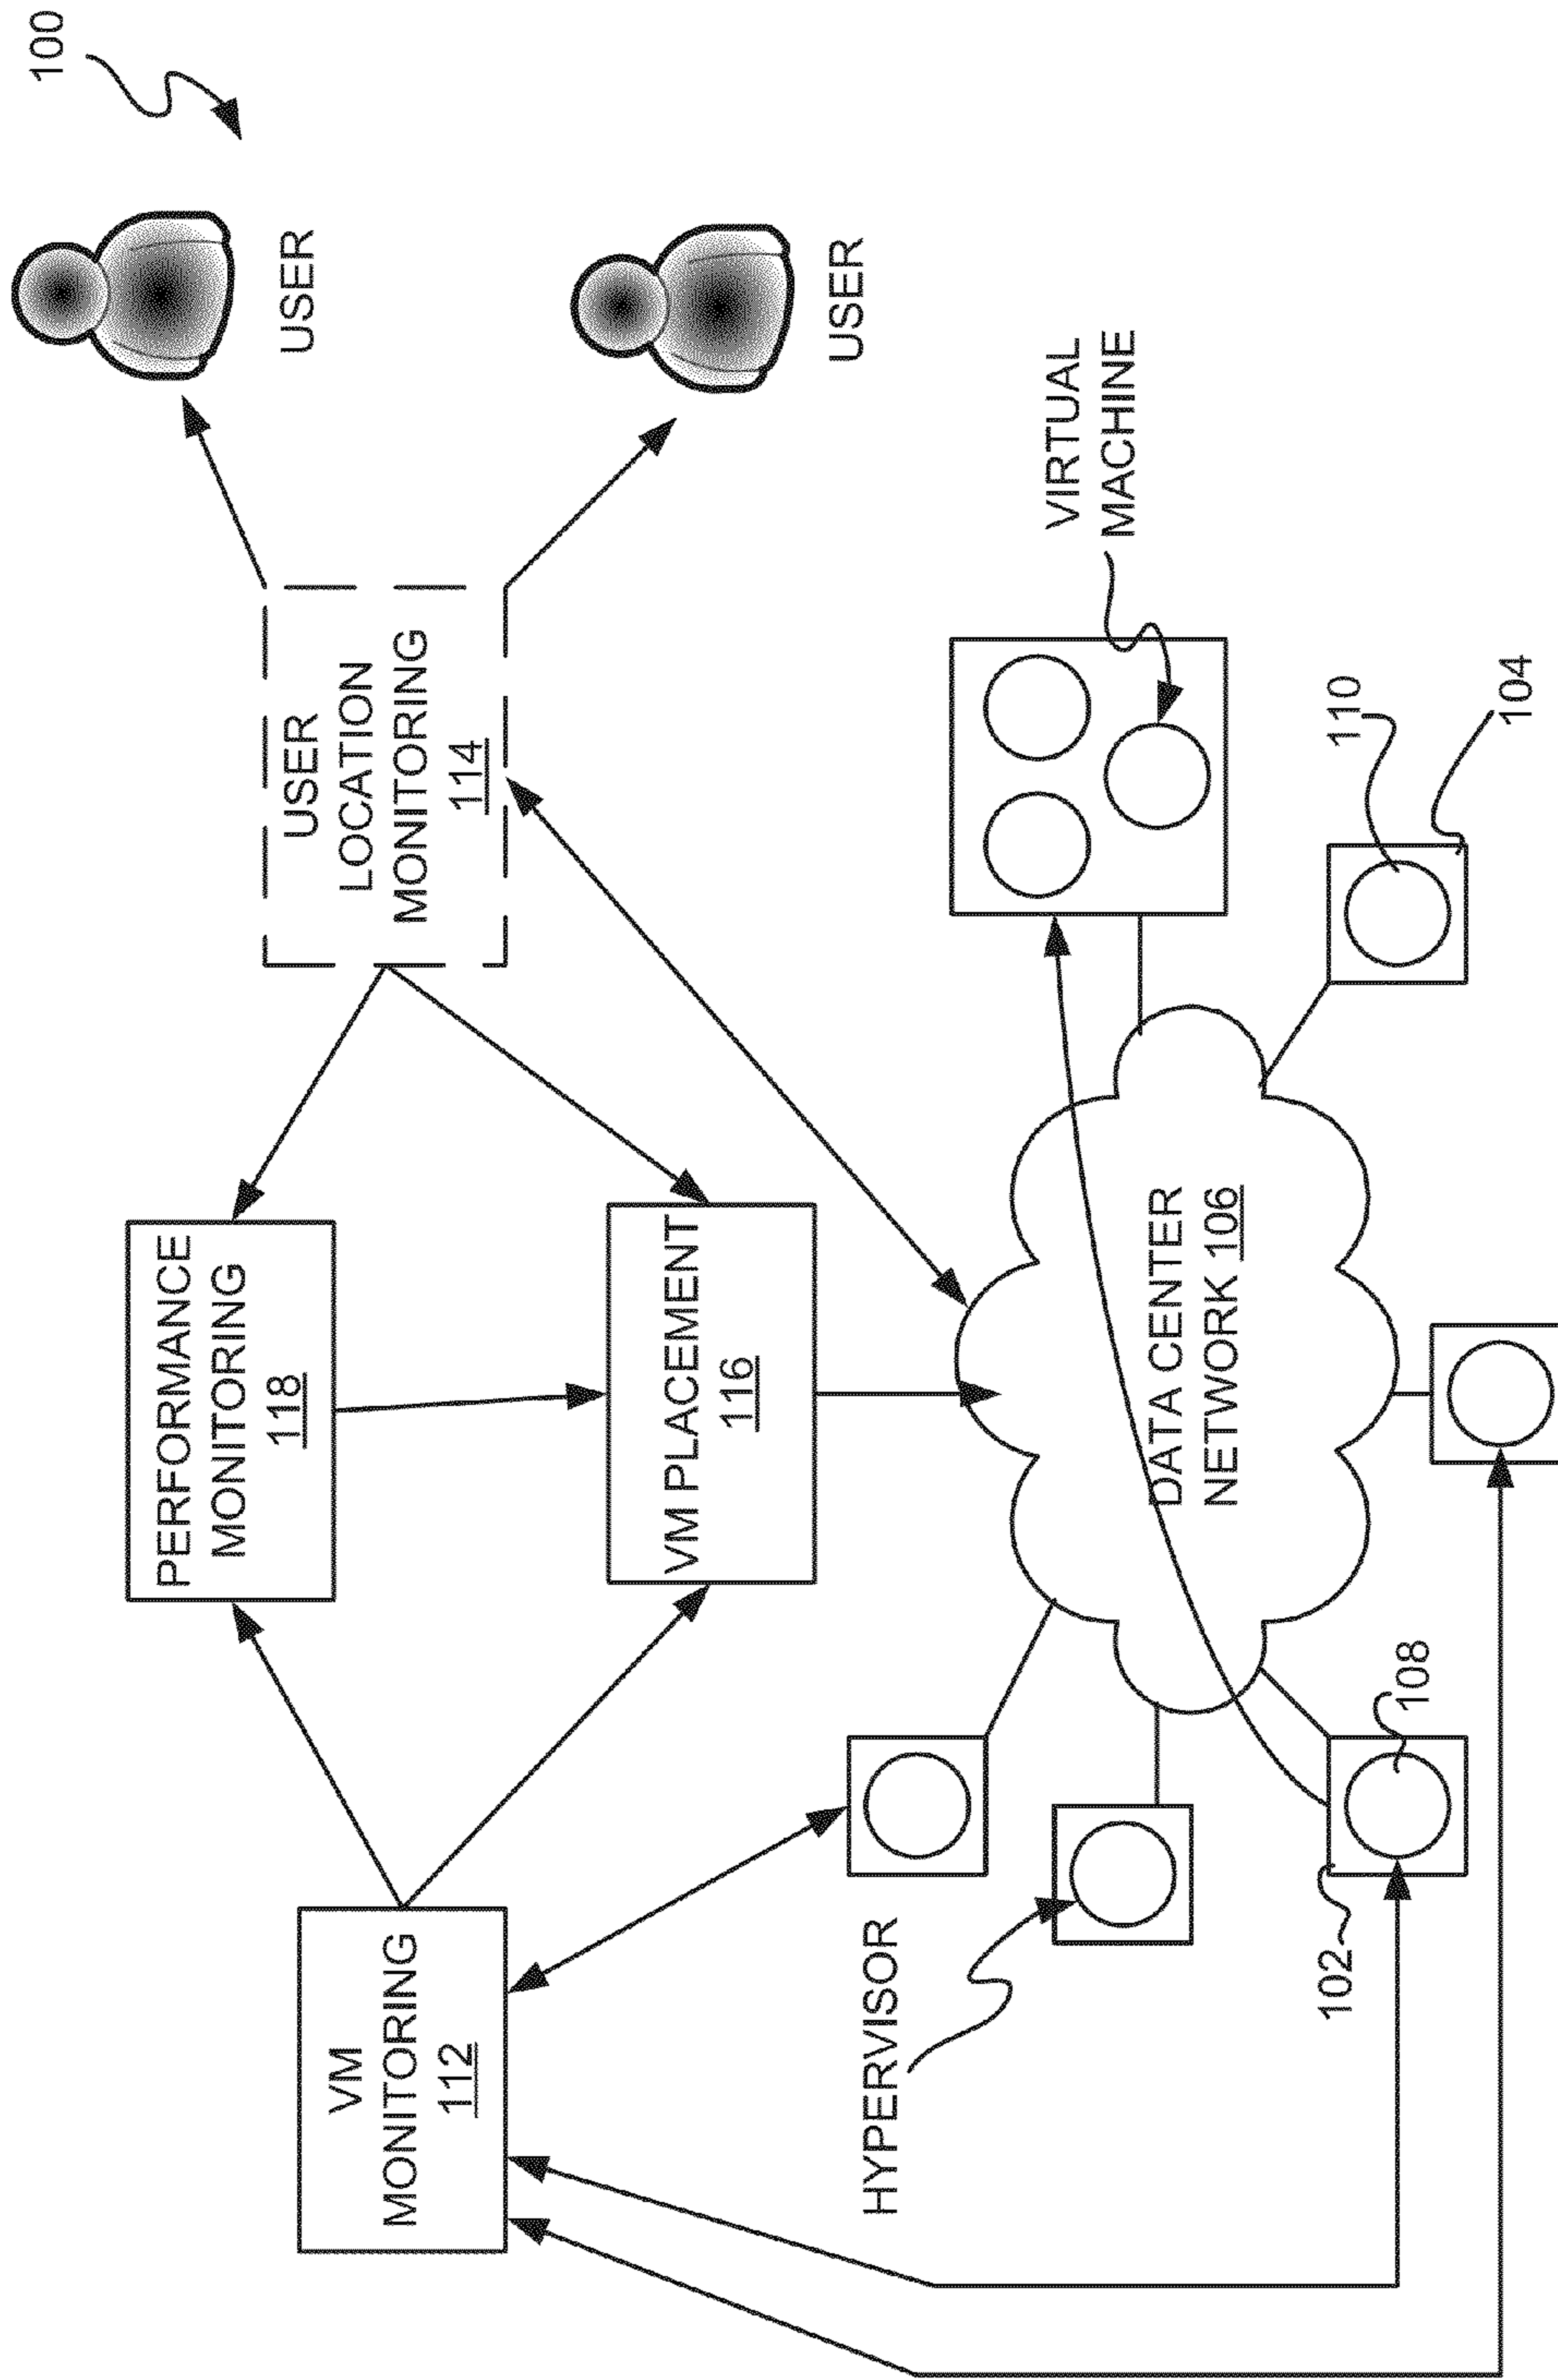 100
USER
USER
USER
LOCATION
MONITORING
114
PERFORMANCE
MONITORING
118
VM PLACEMENT
116
VM
MONITORING
112
VIRTUAL
MACHINE
DATA CENTER
NETWORK 106
HYPERVISOR
110
104
102
108